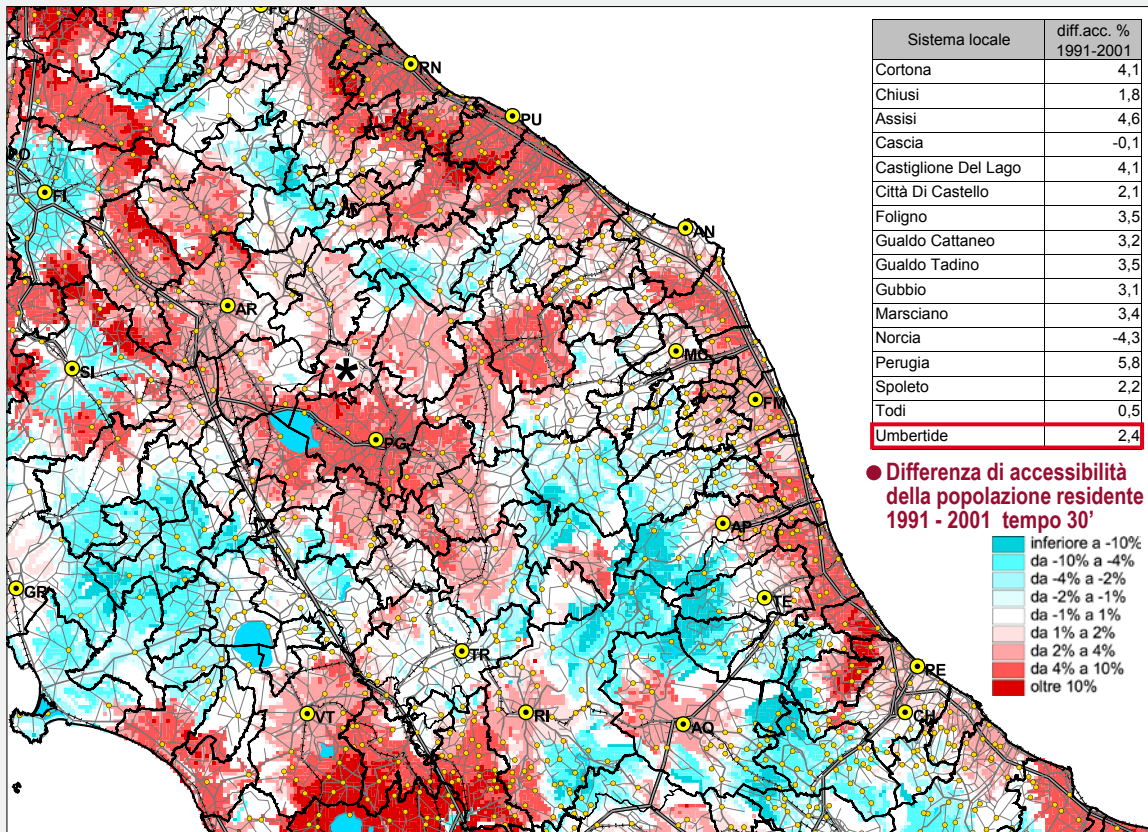 RN
PU
FI
AN
AR
MC
SI
FM
PG
AP
GR
TE
TR
PE
VT
RI
AQ
CH
*
Sistema locale diff.acc. % 1991-2001
Cortona 4,1
Chiusi 1,8
Assisi 4,6
Cascia -0,1
Castiglione Del Lago 4,1
Città Di Castello 2,1
Foligno 3,5
Gualdo Cattaneo 3,2
Gualdo Tadino 3,5
Gubbio 3,1
Marsciano 3,4
Norcia -4,3
Perugia 5,8
Spoleto 2,2
Todi 0,5
Umbertide 2,4
Differenza di accessibilità
della popolazione residente
1991 - 2001 tempo 30'
inferiore a -10%
da -10% a -4%
da -4% a -2%
da -2% a -1%
da -1% a 1%
da 1% a 2%
da 2% a 4%
da 4% a 10%
oltre 10%